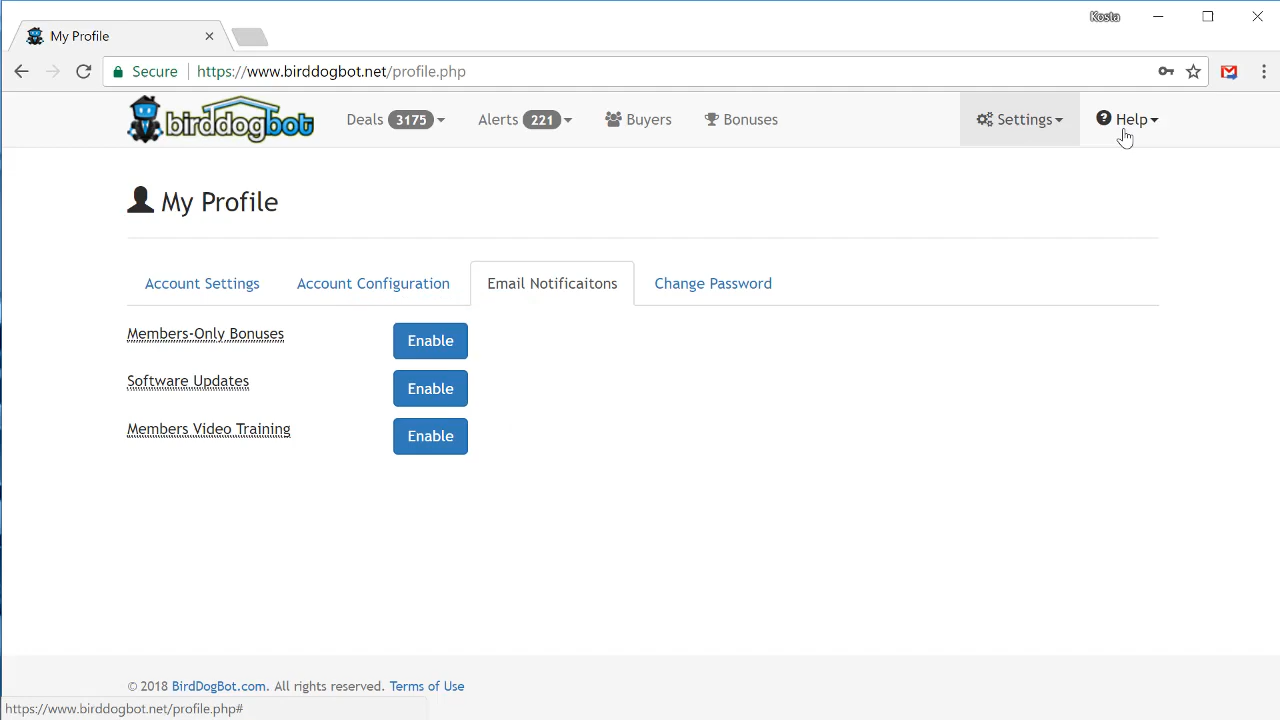 Kosta
My Profile
Secure https://www.birddogbot.net/profile.php
birddogbot Deals 3175 Alerts 221 Buyers Bonuses Settings ? Help
My Profile
Account Settings Account Configuration Email Notificaitons Change Password
Members-Only Bonuses Enable
Software Updates Enable
Members Video Training Enable
© 2018 BirdDogBot.com. All rights reserved. Terms of Use
https://www.birddogbot.net/profile.php#